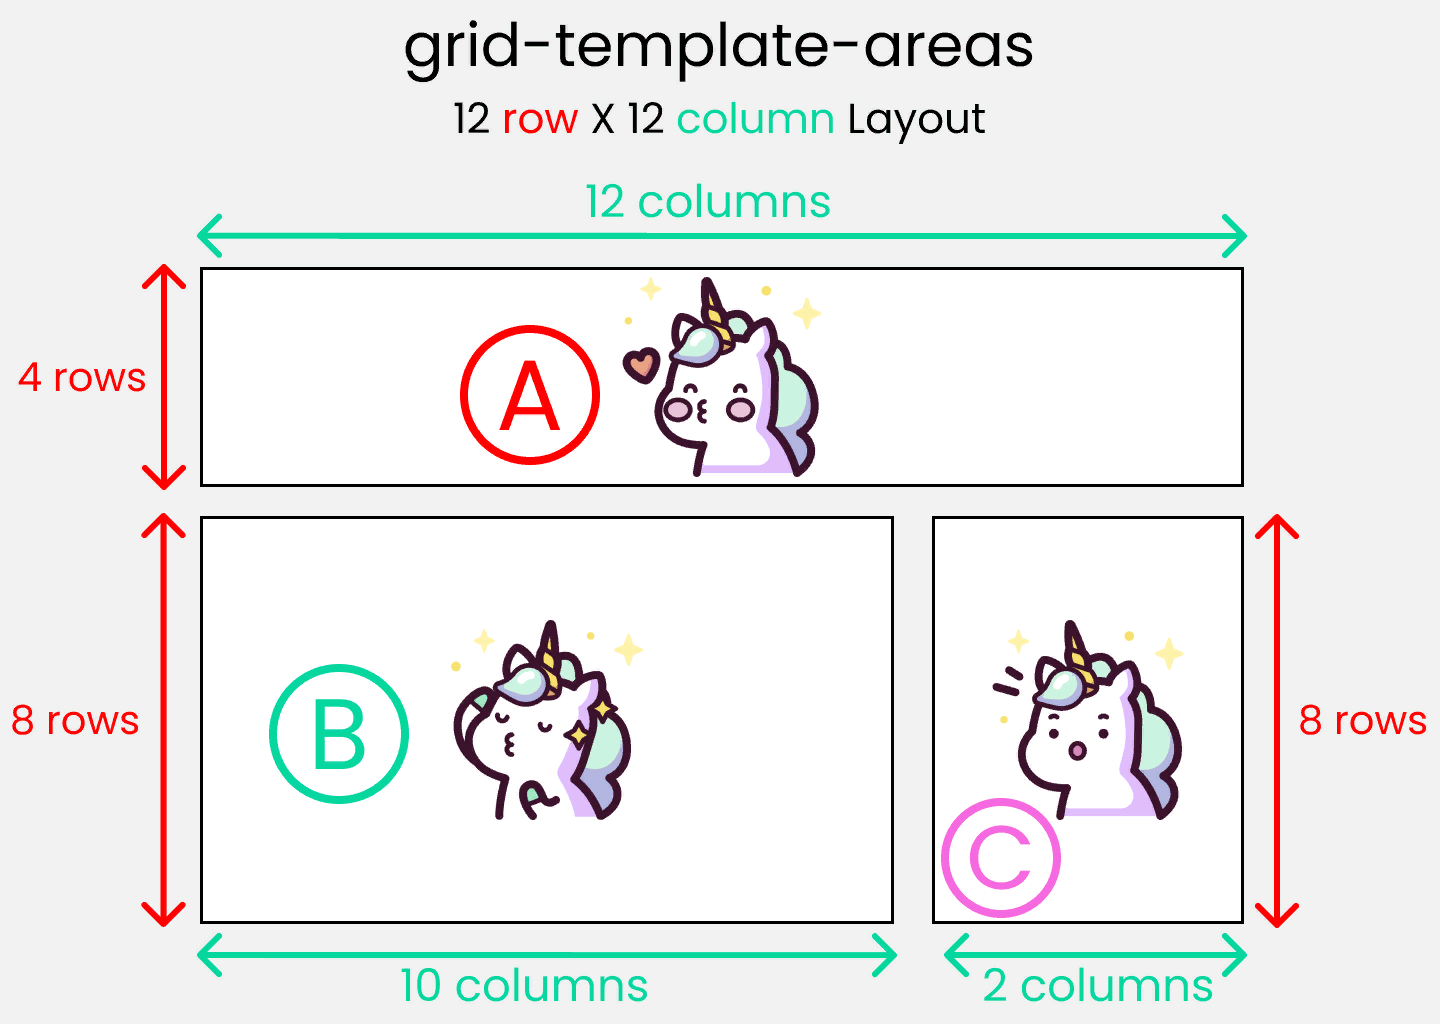 grid-template-areas
12 row X 12 column Layout
12 columns
4 rows
A
8 rows
B
C
8 rows
10 columns
2 columns